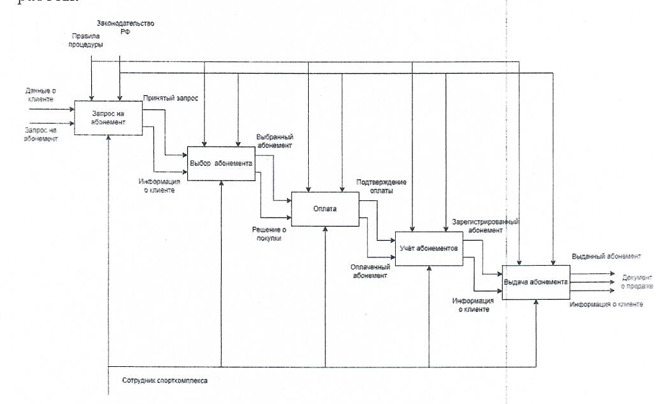 Законодательство
РФ
Правила
процедуры
Данные о
клиенте
Запрос на
абонемент
Запрос на
абонемент
Принятый запрос
Информация
о клиенте
Выбор абонемента
Выбранный
абонемент
Решение о
покупки
Оплата
Подтверждение
оплаты
Оплаченный
абонемент
Учёт абонементов
Зарегистрированный
абонемент
Информация
о клиенте
Выдача абонемента
Выданный абонемент
Документ
о продаже
Информация о клиенте
Сотрудник спорткомплекса